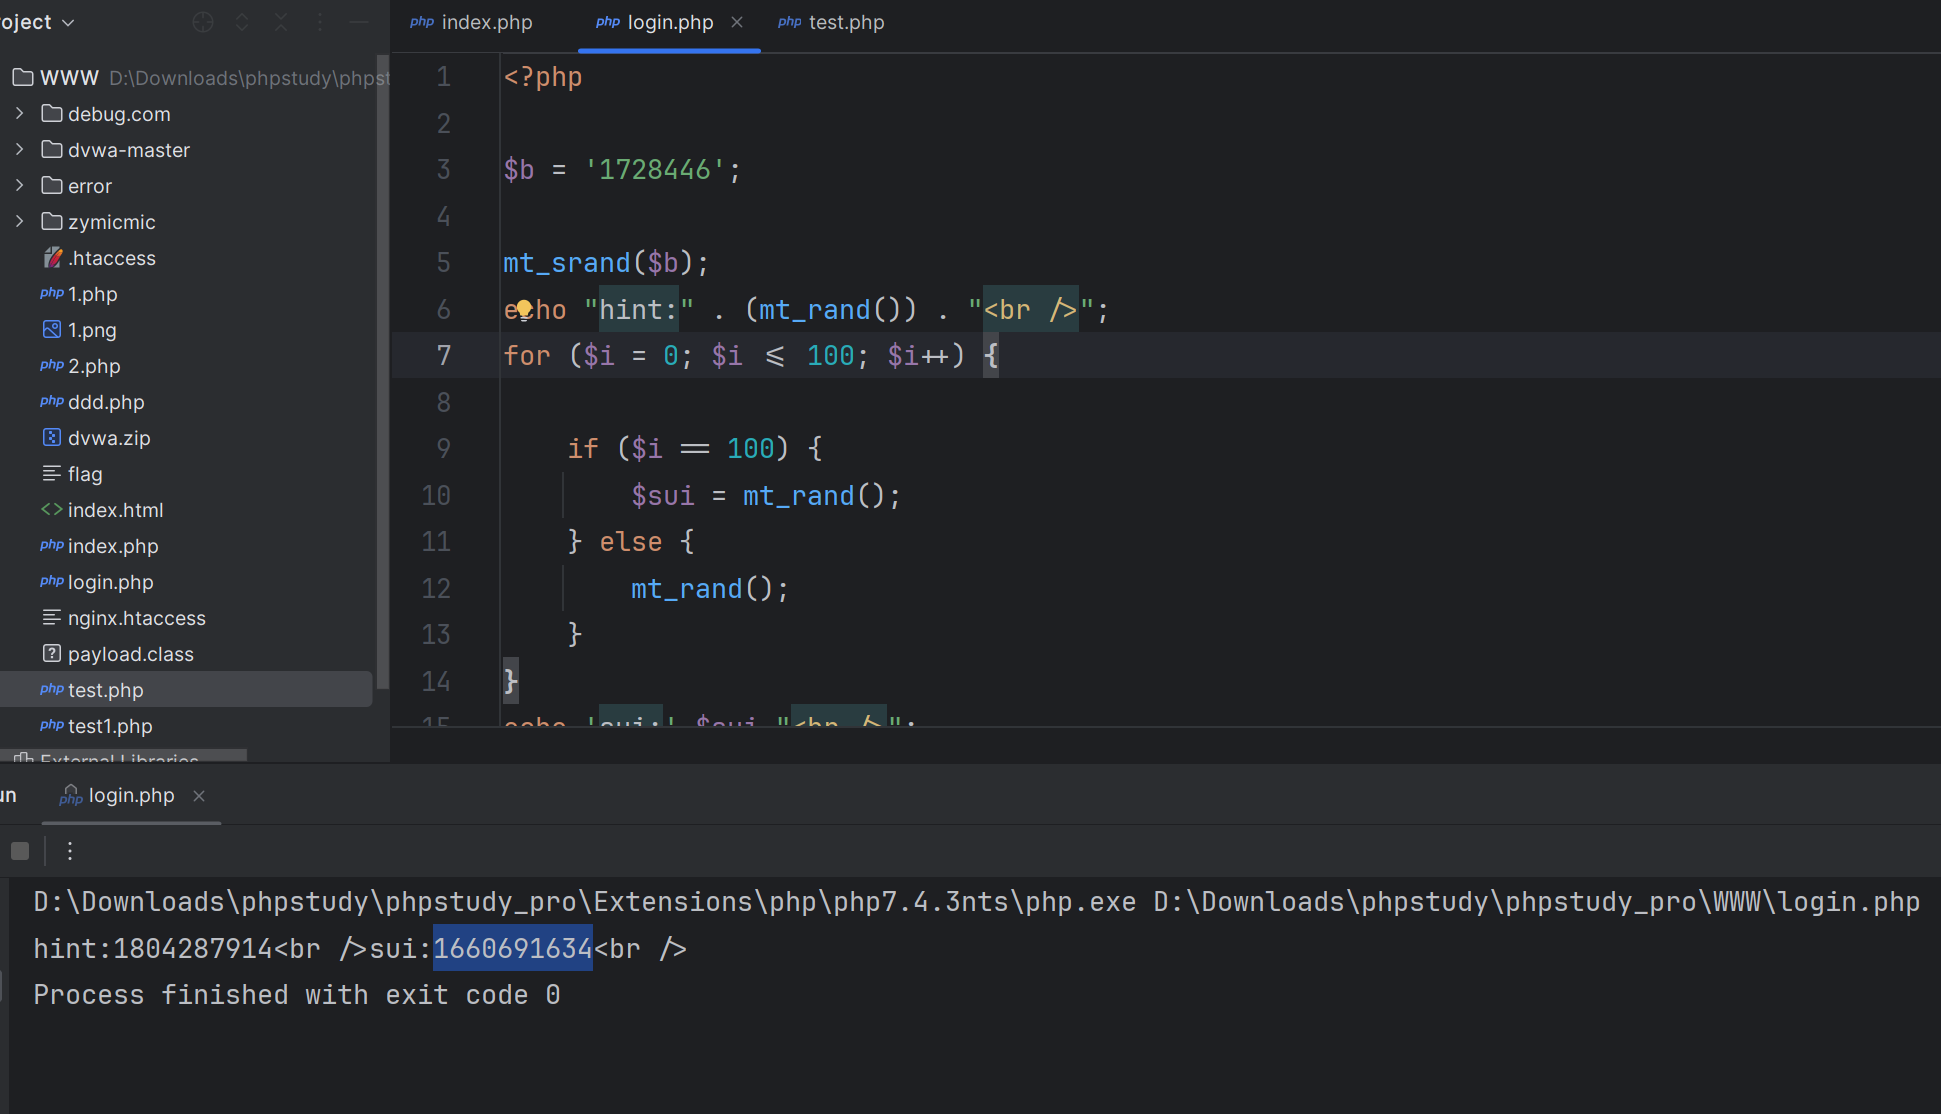 roject
WWW D:\Downloads\phpstudy\phpst
debug.com
dvwa-master
error
zymicmic
.htaccess
php 1.php
1.png
php 2.php
php ddd.php
dvwa.zip
flag
<> index.html
php index.php
php login.php
nginx.htaccess
? payload.class
php test.php
php test1.php
External Libraries
php index.php
php login.php ×
php test.php
1 <?php
2
3 $b = '1728446';
4
5 mt_srand($b);
6 echo "hint:" . (mt_rand()) . "<br />";
7 for ($i = 0; $i <= 100; $i++) {
8
9 if ($i == 100) {
10 $sui = mt_rand();
11 } else {
12 mt_rand();
13 }
14 }
15 echo 'sui:'.$sui."<br />";
un
php login.php ×
D:\Downloads\phpstudy\phpstudy_pro\Extensions\php\php7.4.3nts\php.exe D:\Downloads\phpstudy\phpstudy_pro\WWW\login.php
hint:1804287914<br />sui:1660691634<br />
Process finished with exit code 0